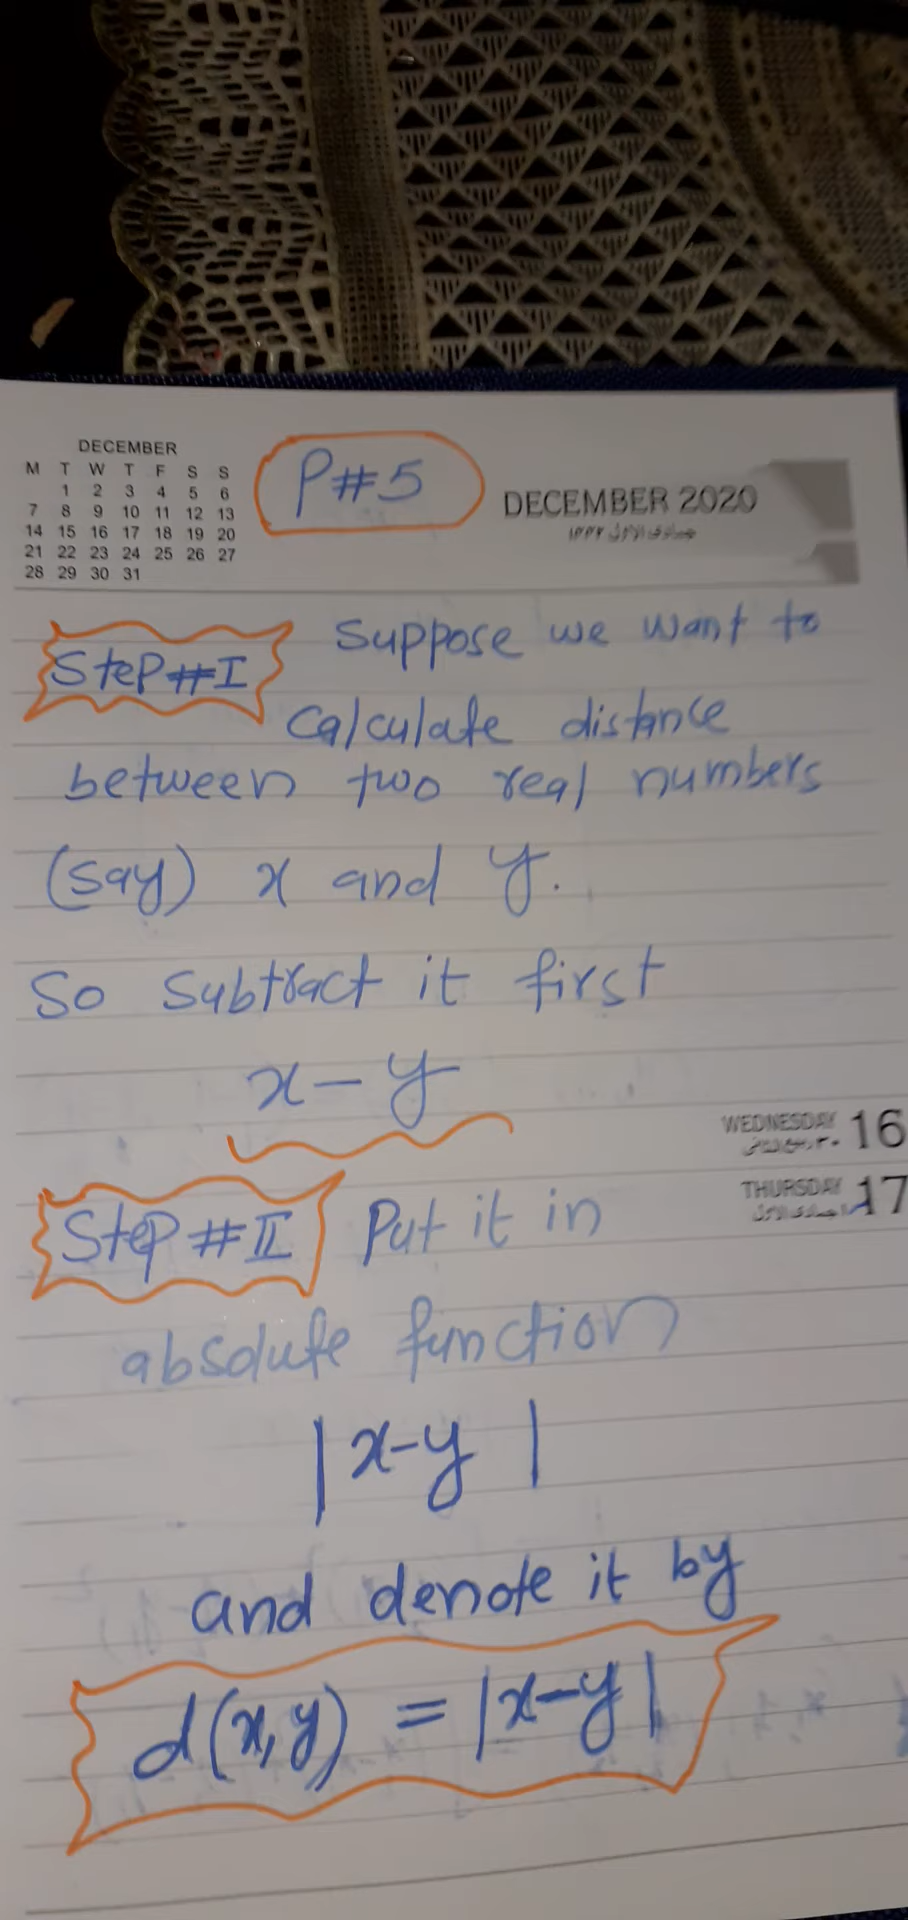 DECEMBER
M T W T F S S
1 2 3 4 5 6
7 8 9 10 11 12 13
14 15 16 17 18 19 20
21 22 23 24 25 26 27
28 29 30 31
P#5
DECEMBER 2020
Step#I Suppose we want to
Calculate distance
between two real numbers
(say) x and y.
So subtract it first
x-y
WEDNESDAY 16
THURSDAY 17
Step #II Put it in
absolute function
|x-y|
and denote it by
d(x,y) = |x-y|